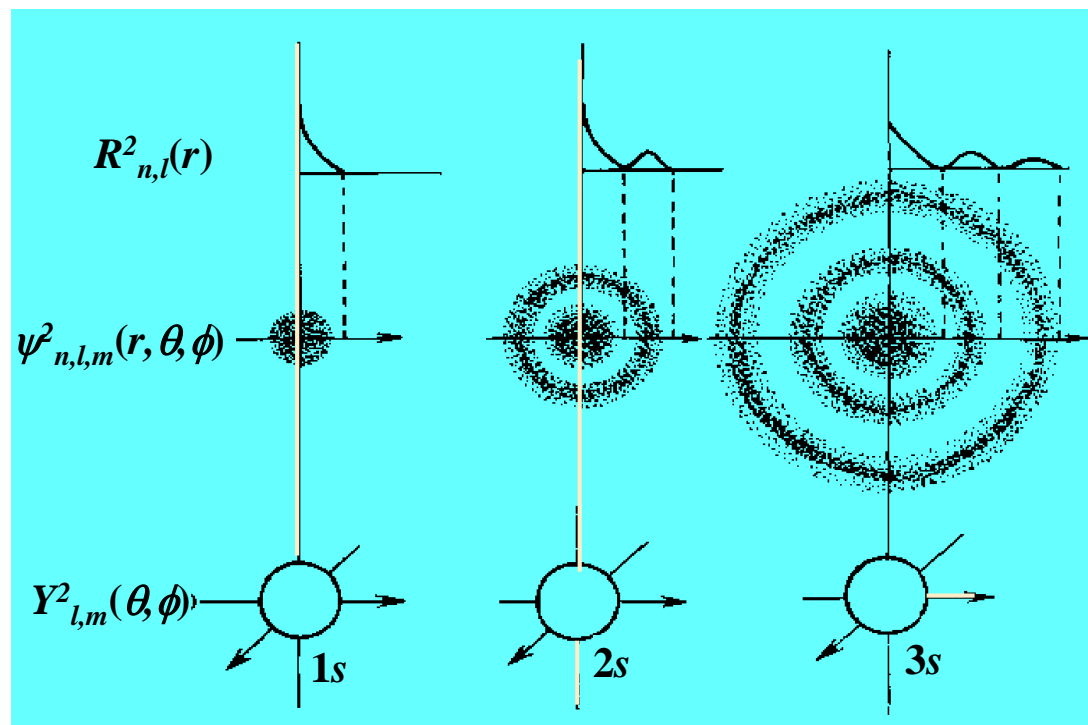 R²ₙ,ₗ(r)
ψ²ₙ,ₗ,ₘ(r, θ, ϕ)
Y²ₗ,ₘ(θ, ϕ)
1s 2s 3s